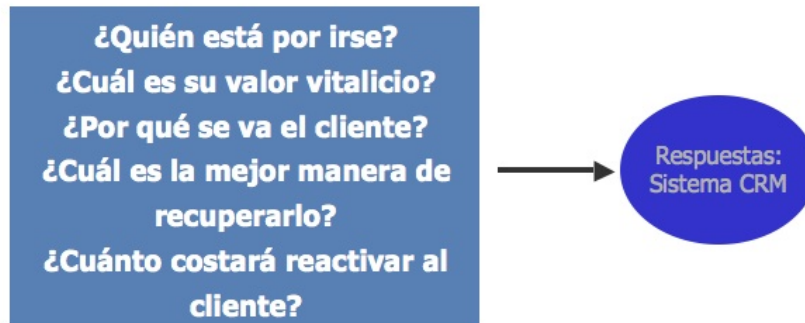 ¿Quién está por irse?
¿Cuál es su valor vitalicio?
¿Por qué se va el cliente?
¿Cuál es la mejor manera de
recuperarlo?
¿Cuánto costará reactivar al
cliente?
Respuestas:
Sistema CRM